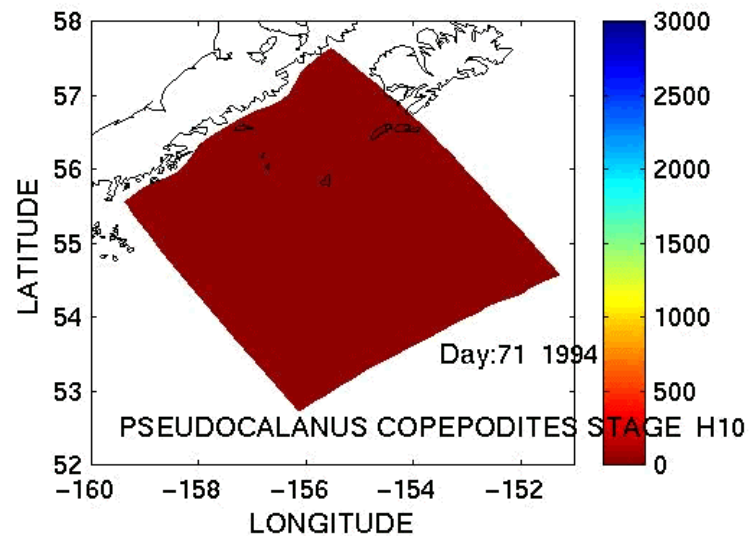 58
57
56
55
54
53
52
LATITUDE
-160 -158 -156 -154 -152
LONGITUDE
Day:71 1994
PSEUDOCALANUS COPEPODITES STAGE H10
3000
2500
2000
1500
1000
500
0